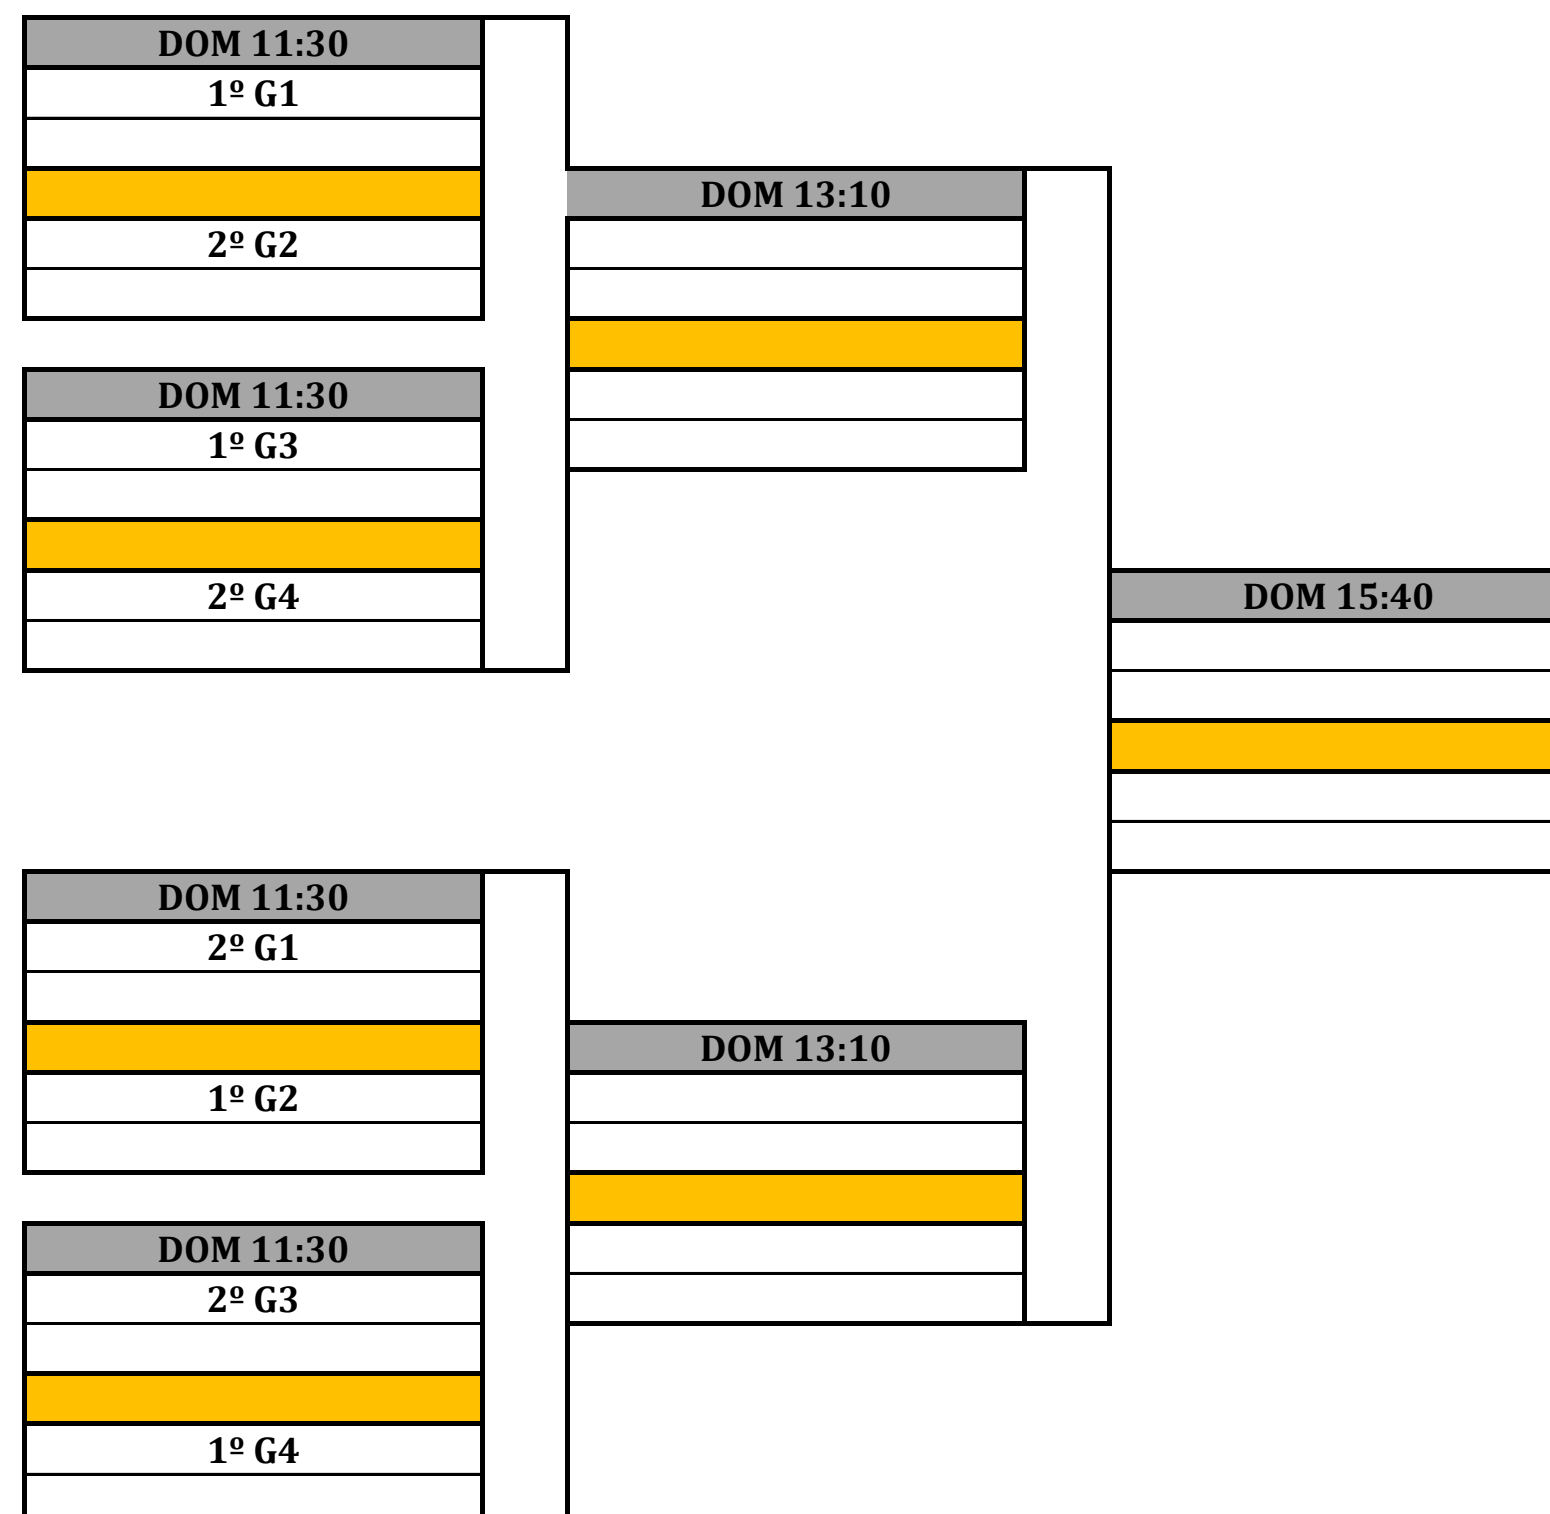 DOM 11:30
1º G1
2º G2
DOM 11:30
1º G3
2º G4
DOM 13:10
DOM 11:30
2º G1
1º G2
DOM 11:30
2º G3
1º G4
DOM 13:10
DOM 15:40